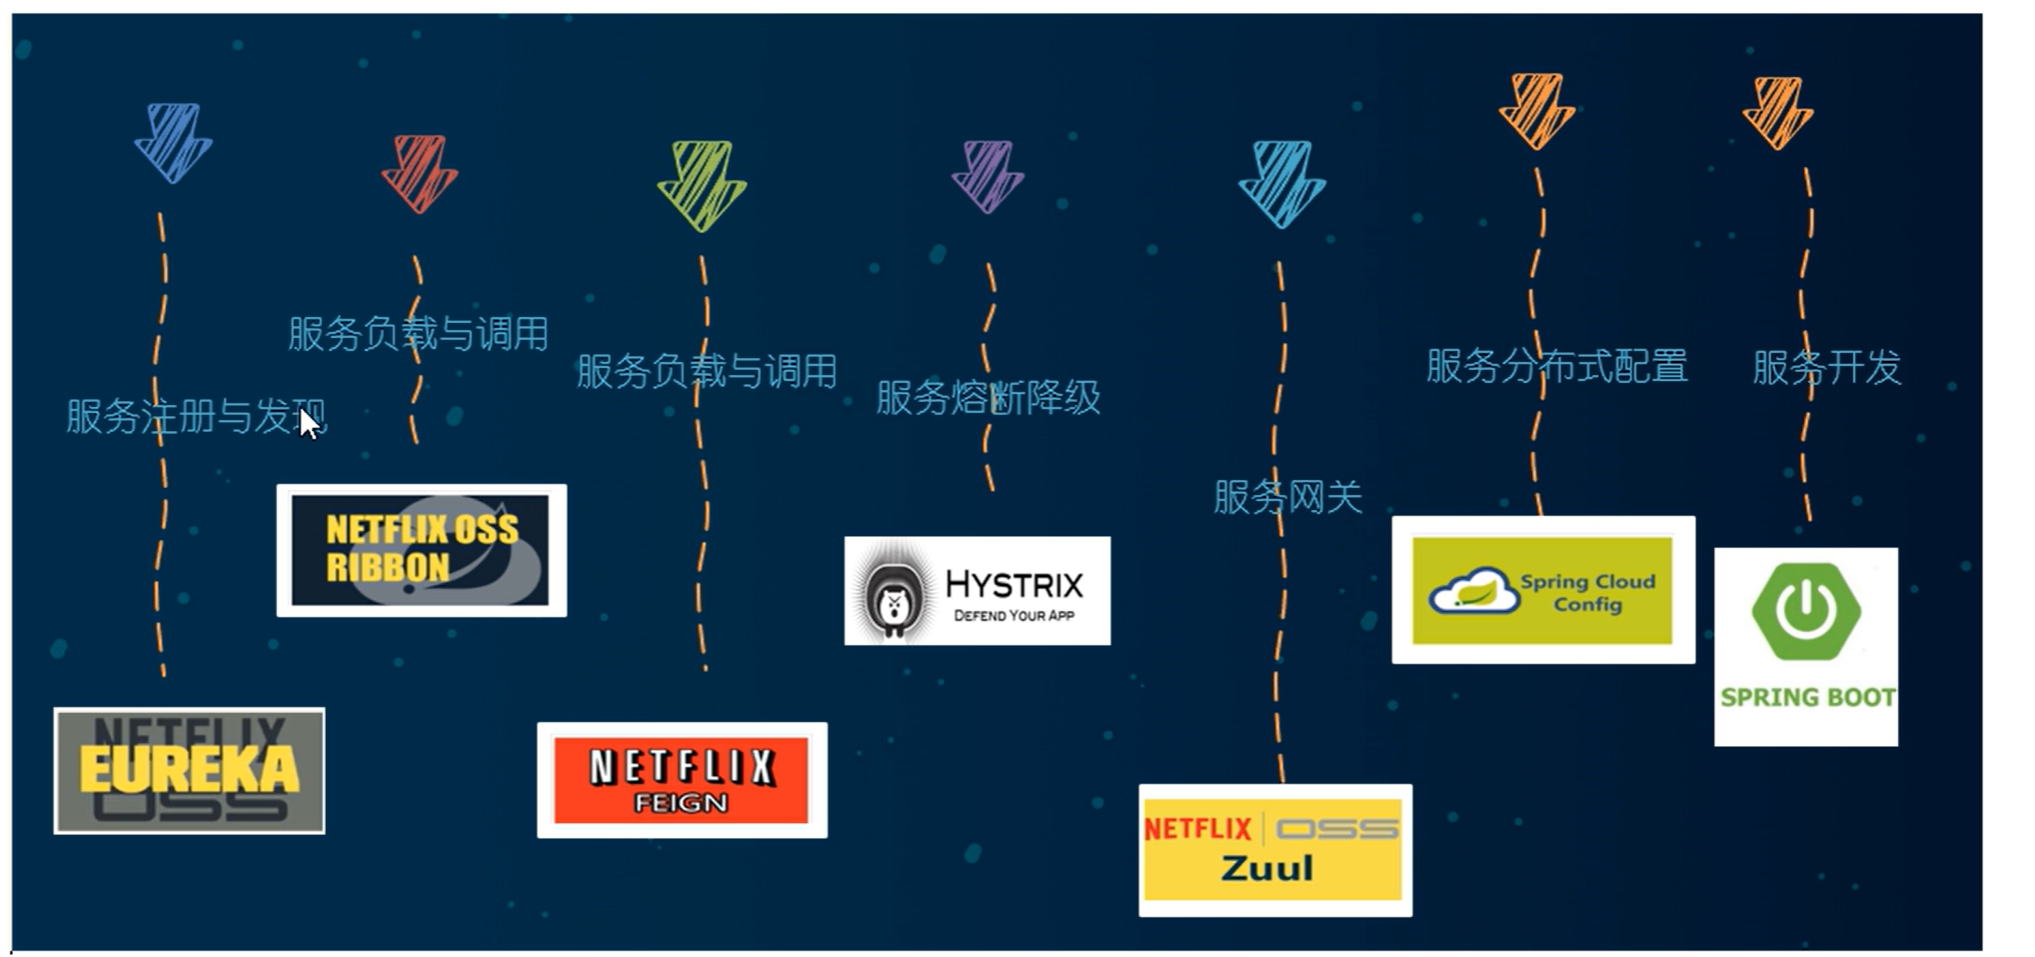 服务注册与发现
NETFLIX
EUREKA
OSS
服务负载与调用
NETFLIX OSS
RIBBON
服务负载与调用
NETFLIX
FEIGN
服务熔断降级
HYSTRIX
DEFEND YOUR APP
服务网关
NETFLIX | OSS
Zuul
服务分布式配置
Spring Cloud
Config
服务开发
SPRING BOOT